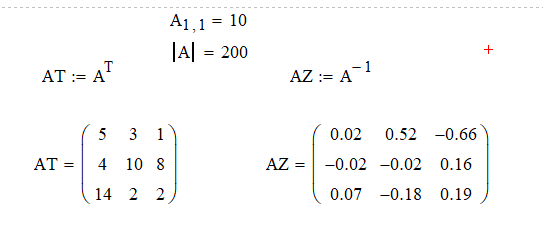 A1,1 = 10
|A| = 200
AT := A^T AZ := A^-1
AT = ( 5 3 1
4 10 8
14 2 2 )
AZ = ( 0.02 0.52 -0.66
-0.02 -0.02 0.16
0.07 -0.18 0.19 )